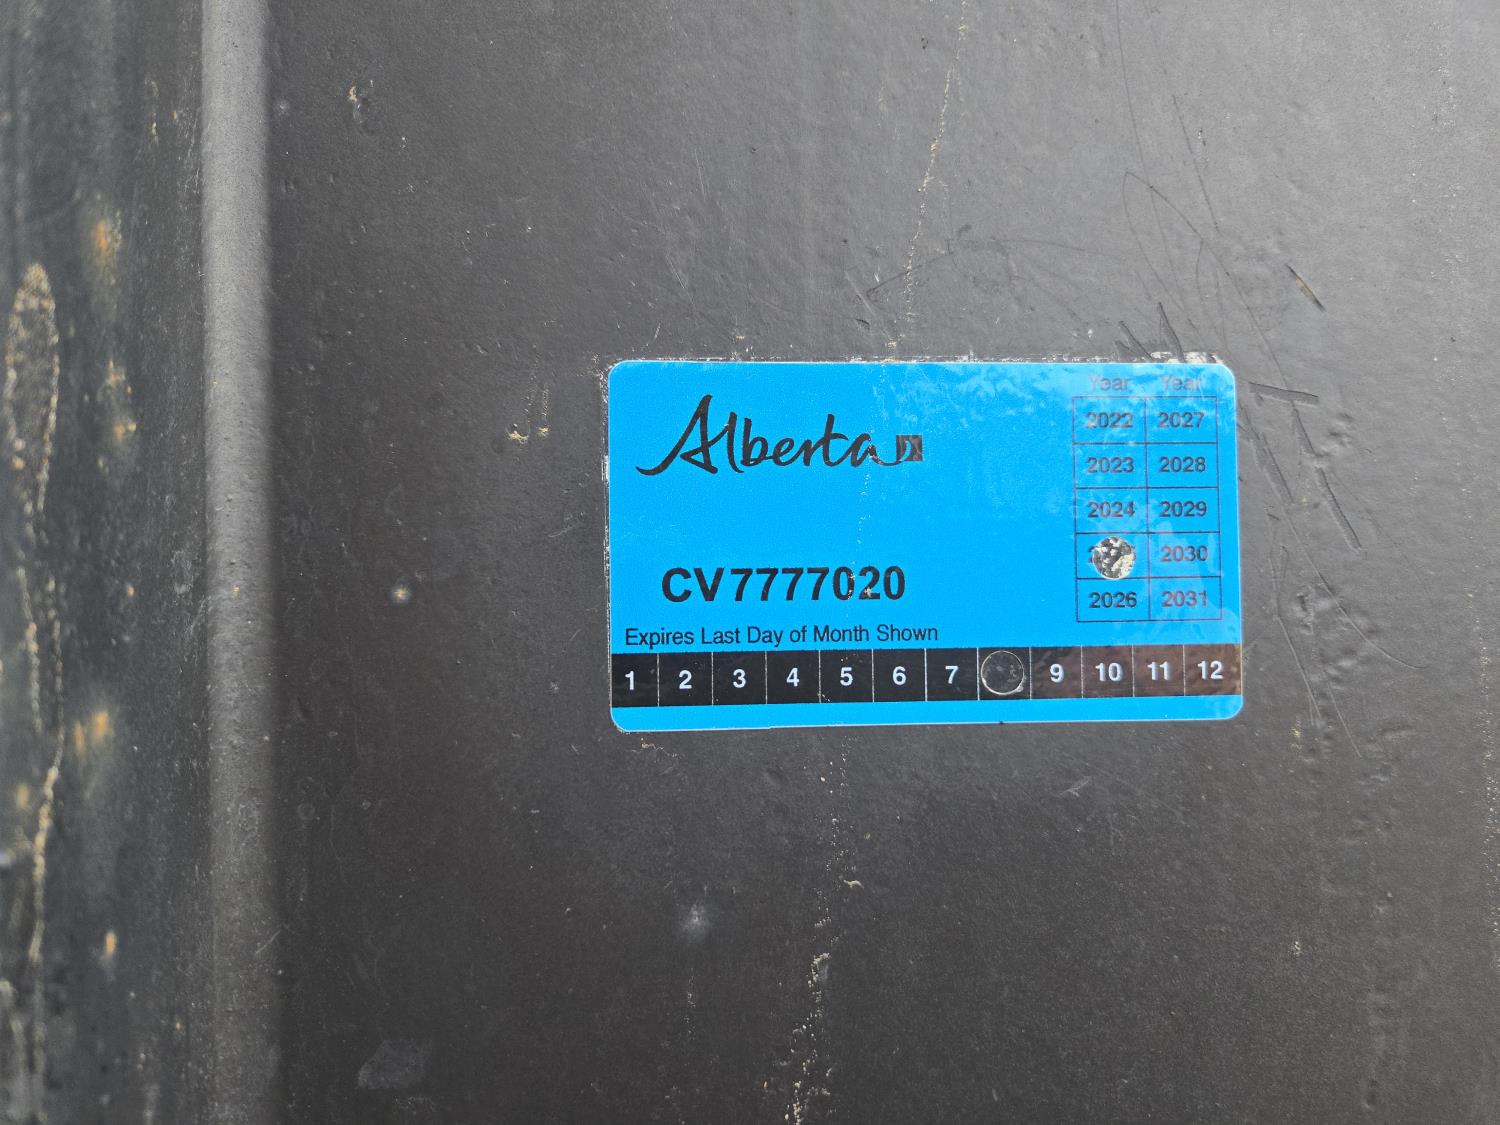 Alberta
Year Year
2022 2027
2023 2028
2024 2029
2030
2026 2031
CV7777020
Expires Last Day of Month Shown
1 2 3 4 5 6 7 9 10 11 12